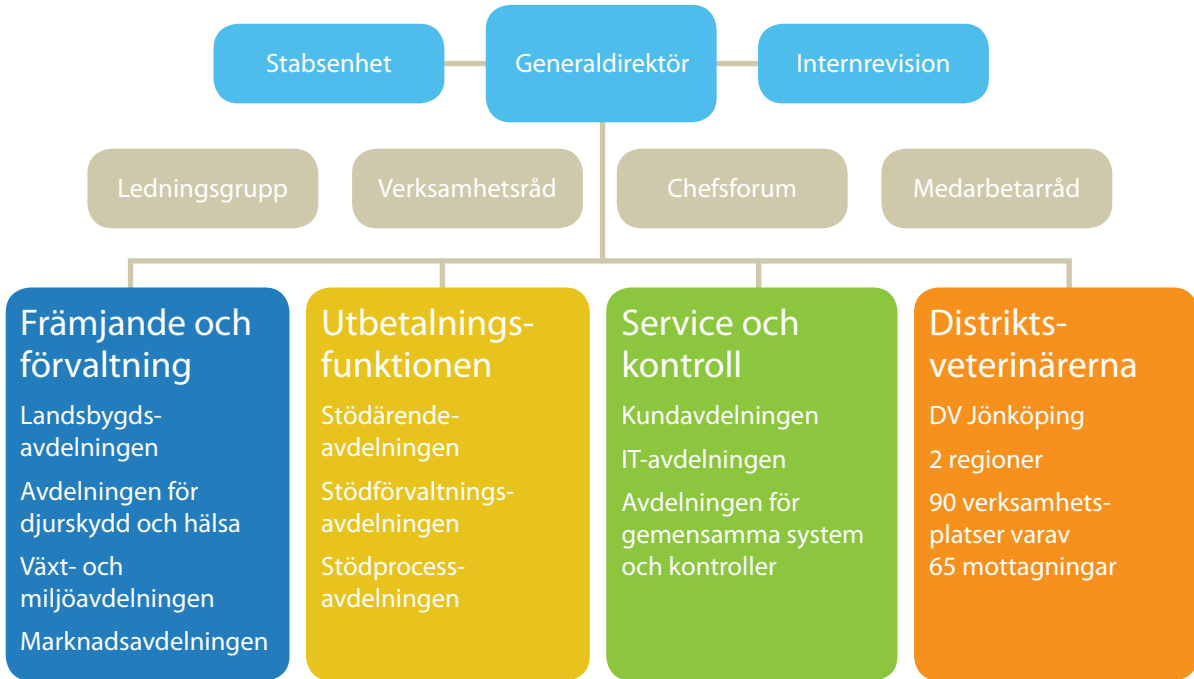 Stabsenhet
Generaldirektör
Internrevision
Ledningsgrupp
Verksamhetsråd
Chefsforum
Medarbetarråd
Främjande och
förvaltning
Landsbygds-
avdelningen
Avdelningen för
djurskydd och hälsa
Växt- och
miljöavdelningen
Marknadsavdelningen
Utbetalnings-
funktionen
Stödärende-
avdelningen
Stödförvaltnings-
avdelningen
Stödprocess-
avdelningen
Service och
kontroll
Kundavdelningen
IT-avdelningen
Avdelningen för
gemensamma system
och kontroller
Distrikts-
veterinärerna
DV Jönköping
2 regioner
90 verksamhets-
platser varav
65 mottagningar